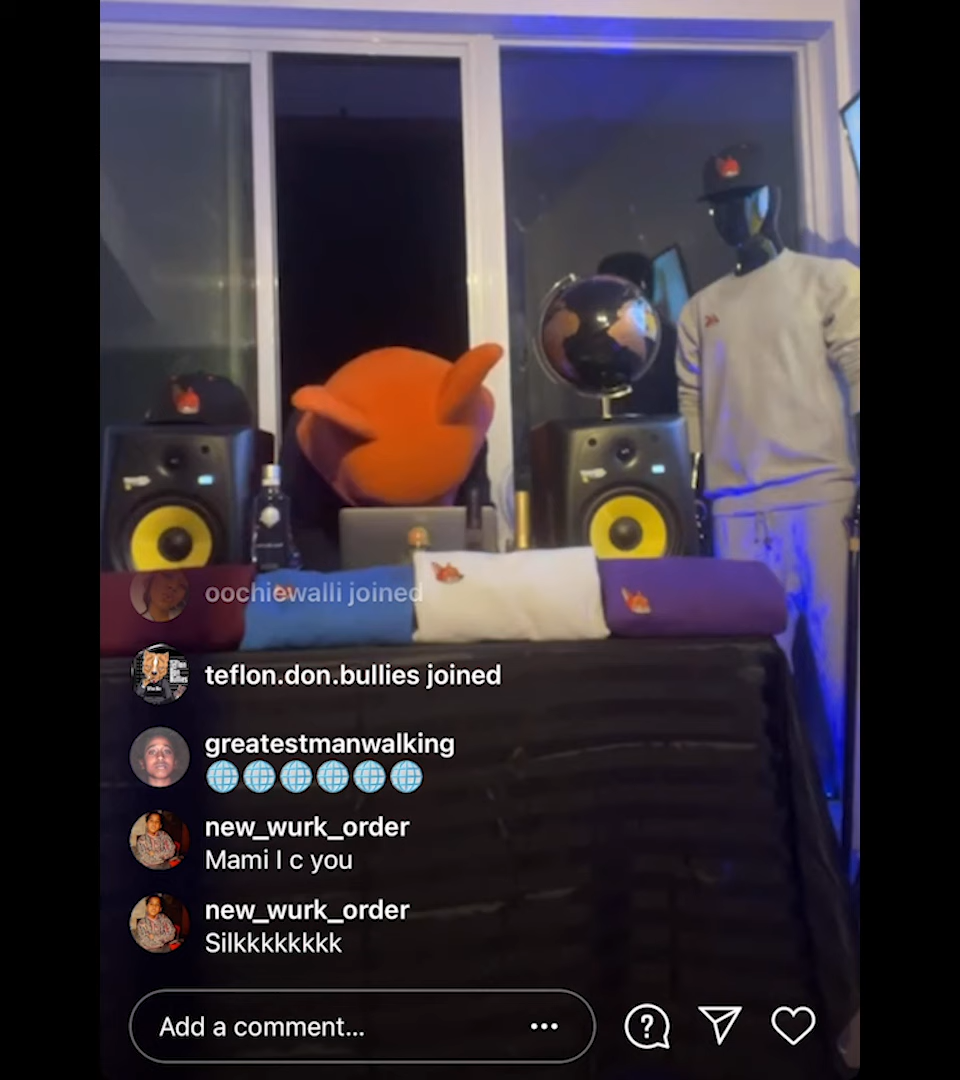 oochiewalli joined
teflon.don.bullies joined
greatestmanwalking
🌐🌐🌐🌐🌐🌐
new_wurk_order
Mami I c you
new_wurk_order
Silkkkkkkkk
Add a comment...